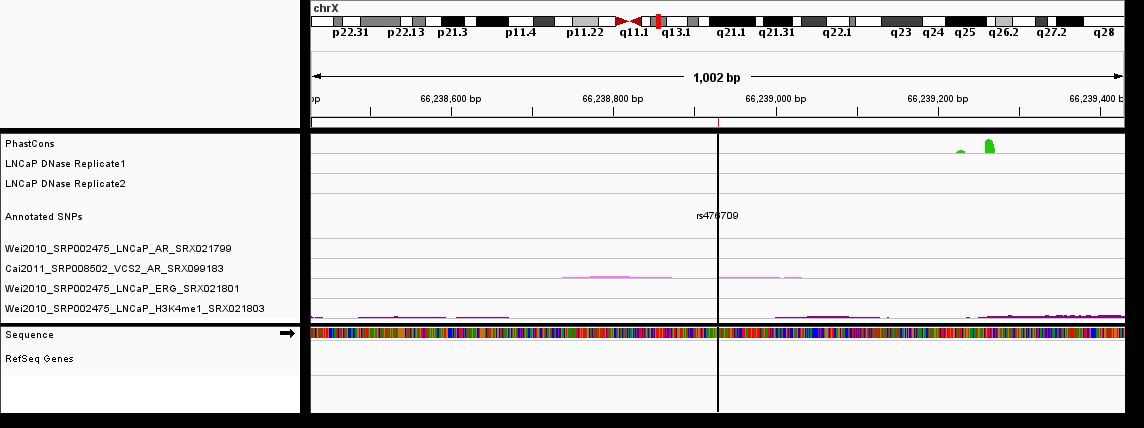 chrX
p22.31 p22.13 p21.3 p11.4 p11.22 q11.1 q13.1 q21.1 q21.31 q22.1 q23 q24 q25 q26.2 q27.2 q28
1,002 bp
bp 66,238,600 bp 66,238,800 bp 66,239,000 bp 66,239,200 bp 66,239,400 b
PhastCons
LNCaP DNase Replicate1
LNCaP DNase Replicate2
Annotated SNPs
rs476709
Wei2010_SRP002475_LNCaP_AR_SRX021799
Cai2011_SRP008502_VCS2_AR_SRX099183
Wei2010_SRP002475_LNCaP_ERG_SRX021801
Wei2010_SRP002475_LNCaP_H3K4me1_SRX021803
Sequence
RefSeq Genes